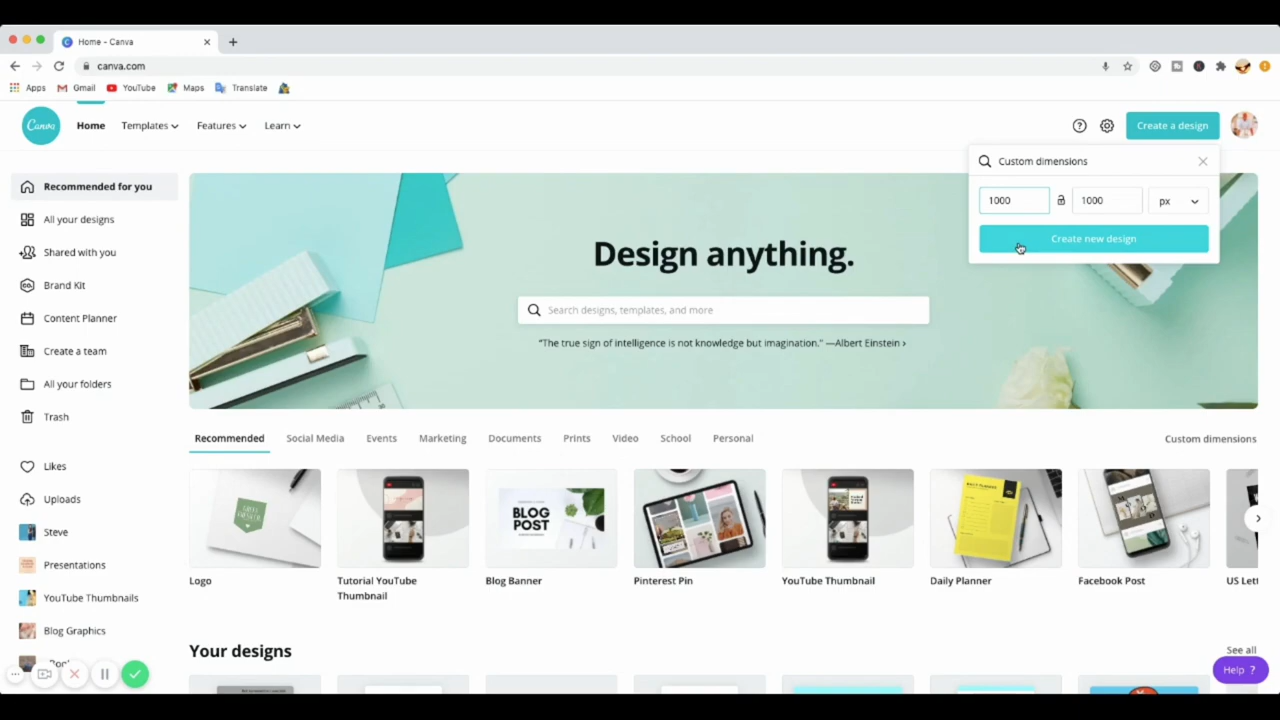 Home - Canva
canva.com
Apps Gmail YouTube Maps Translate
Canva Home Templates Features Learn Create a design
Custom dimensions
1000 1000 px
Create new design
Recommended for you
All your designs
Shared with you
Brand Kit
Content Planner
Create a team
All your folders
Trash
Likes
Uploads
Steve
Presentations
YouTube Thumbnails
Blog Graphics
Design anything.
Search designs, templates, and more
"The true sign of intelligence is not knowledge but imagination." —Albert Einstein ›
Recommended Social Media Events Marketing Documents Prints Video School Personal Custom dimensions
BLOG
POST
Logo
Tutorial YouTube
Thumbnail
Blog Banner
Pinterest Pin
YouTube Thumbnail
Daily Planner
Facebook Post
US Lett
Your designs
See all
Help ?